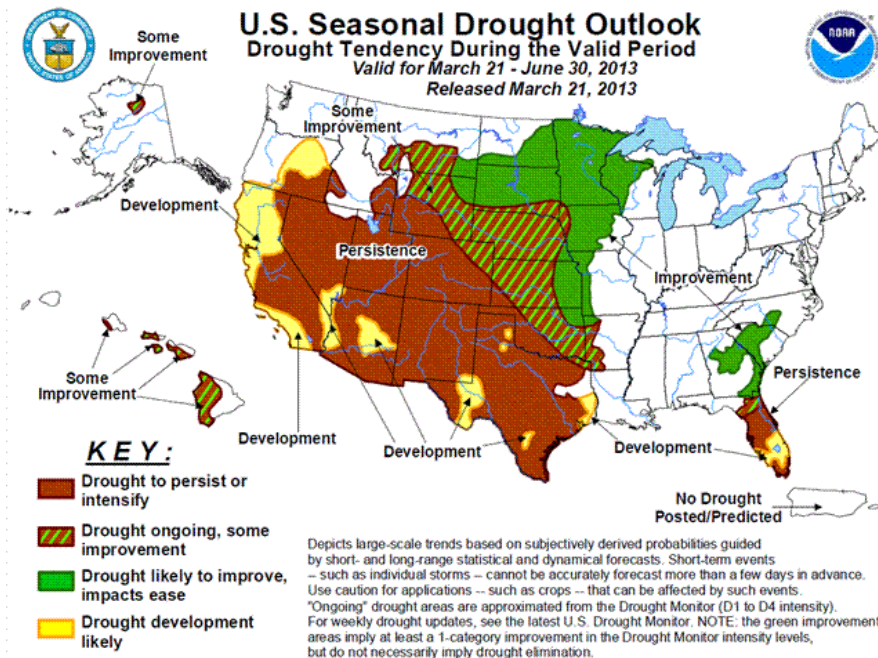 U.S. Seasonal Drought Outlook
Drought Tendency During the Valid Period
Valid for March 21 - June 30, 2013
Released March 21, 2013
NOAA
Some
Improvement
Some
Improvement
Development
Persistence
Improvement
Some
Improvement
Persistence
Development
Development
Development
No Drought
Posted/Predicted
KEY:
Drought to persist or
intensify
Drought ongoing, some
improvement
Drought likely to improve,
impacts ease
Drought development
likely
Depicts large-scale trends based on subjectively derived probabilities guided
by short- and long-range statistical and dynamical forecasts. Short-term events
-- such as individual storms -- cannot be accurately forecast more than a few days in advance.
Use caution for applications -- such as crops -- that can be affected by such events.
"Ongoing" drought areas are approximated from the Drought Monitor (D1 to D4 intensity).
For weekly drought updates, see the latest U.S. Drought Monitor. NOTE: the green improvement
areas imply at least a 1-category improvement in the Drought Monitor intensity levels,
but do not necessarily imply drought elimination.